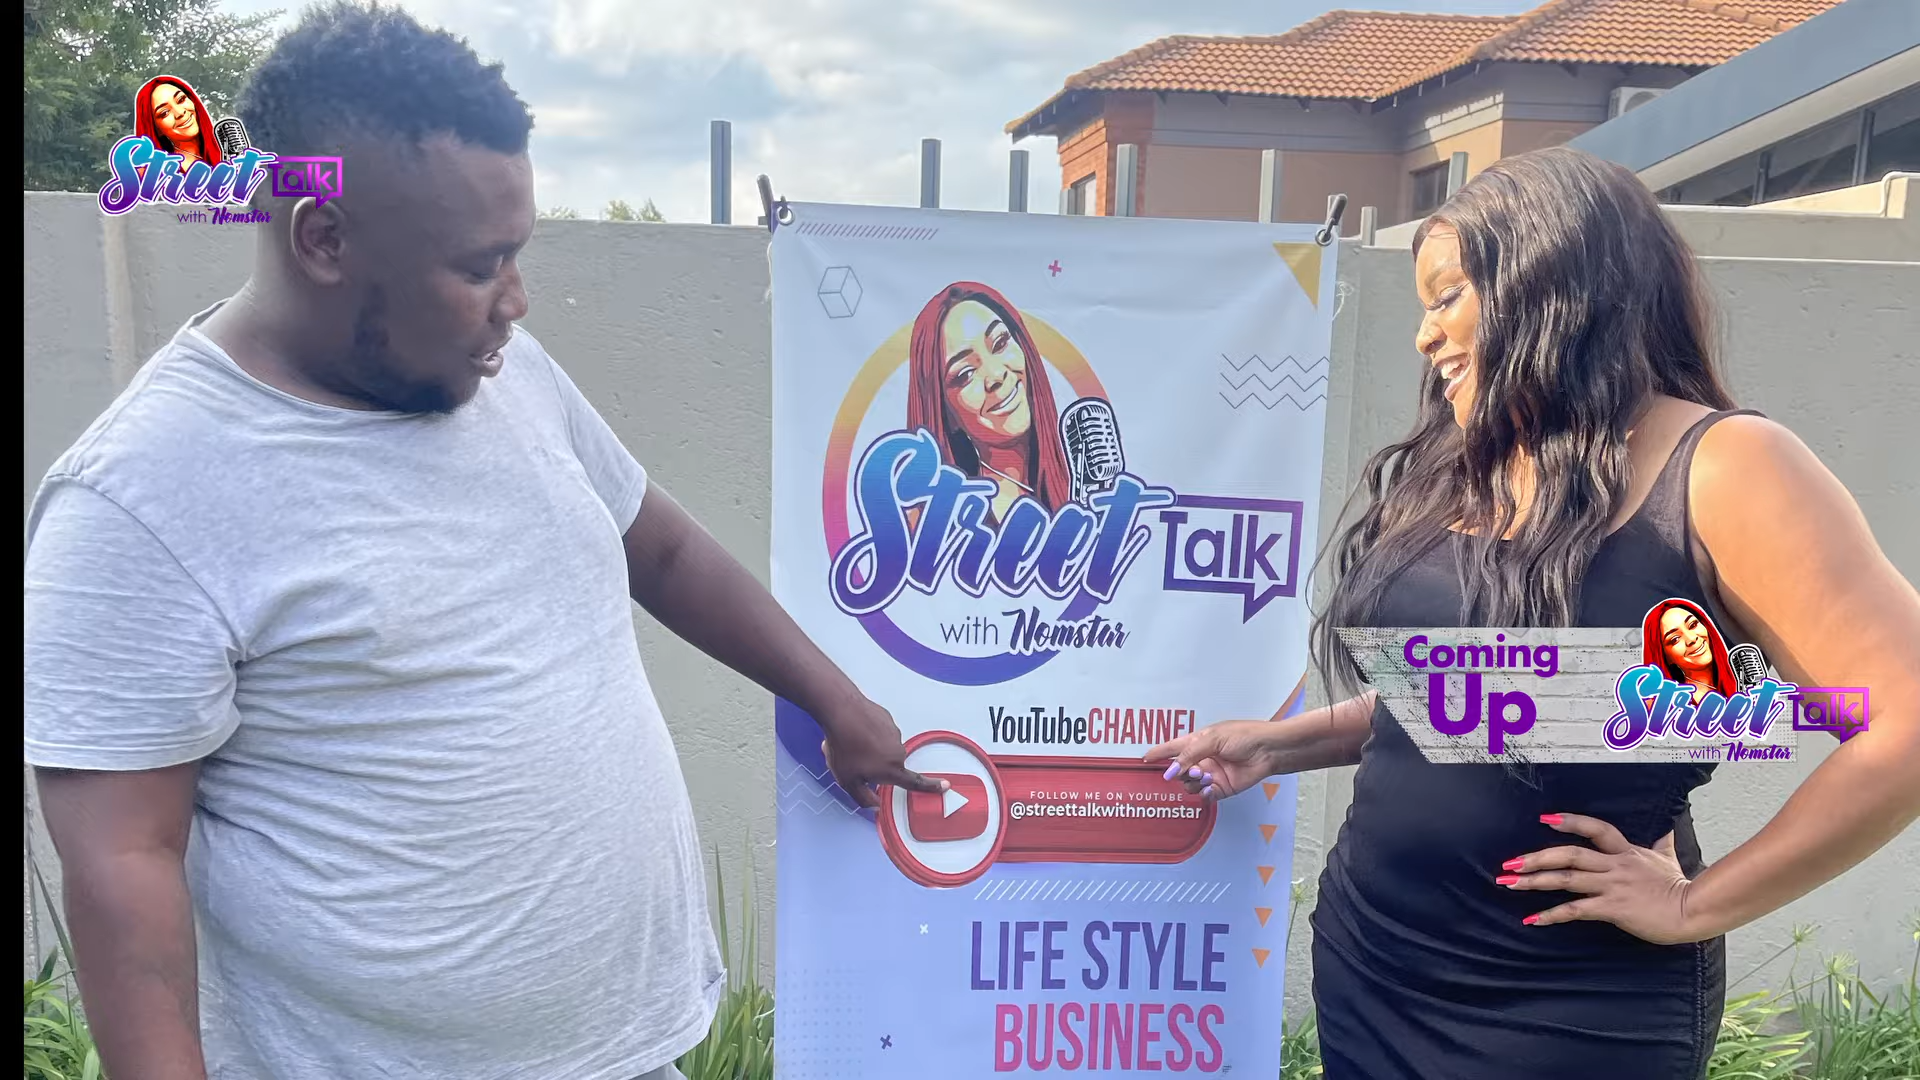 Street Talk
with Nomstar
Street Talk
with Nomstar
YouTubeCHANNEL
FOLLOW ME ON YOUTUBE
@streettalkwithnomstar
LIFE STYLE
BUSINESS
Coming
Up
Street Talk
with Nomstar